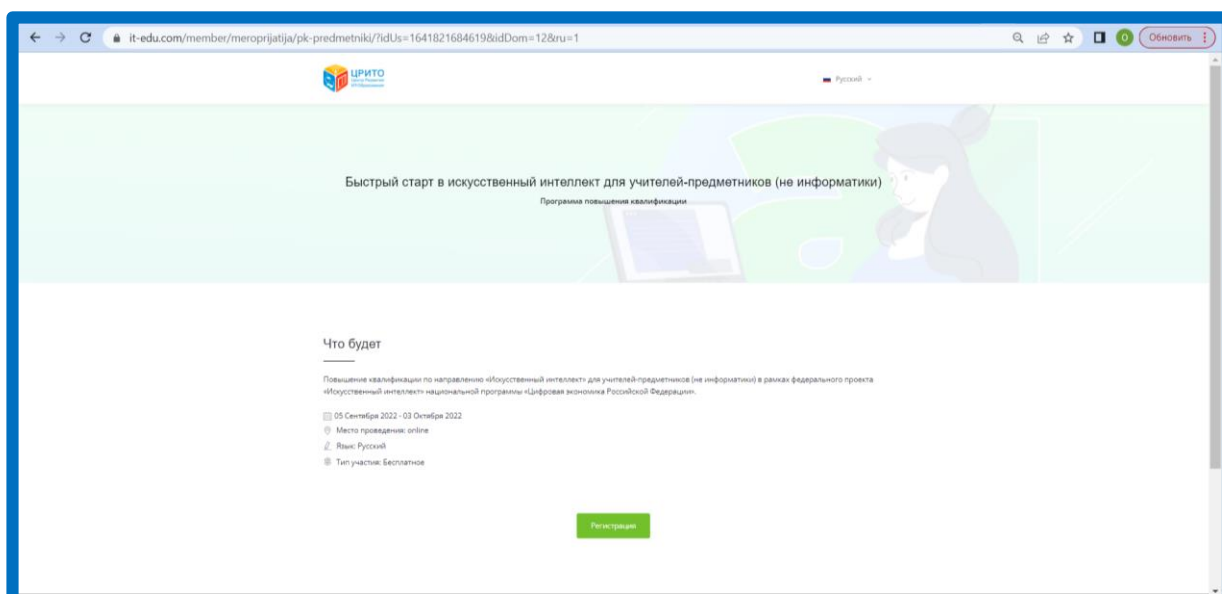 it-edu.com/member/meroprijatija/pk-predmetniki/?idUs=1641821684619&idDom=12&ru=1
О
Обновить
ЦРИТО
Русский
Быстрый старт в искусственный интеллект для учителей-предметников (не информатики)
Программа повышения квалификации
Что будет
Повышение квалификации по направлению «Искусственный интеллект» для учителей-предметников (не информатики) в рамках федерального проекта
«Искусственный интеллект» национальной программы «Цифровая экономика Российской Федерации».
05 Сентября 2022 - 03 Октября 2022
Место проведения: online
Язык: Русский
Тип участия: Бесплатное
Регистрация